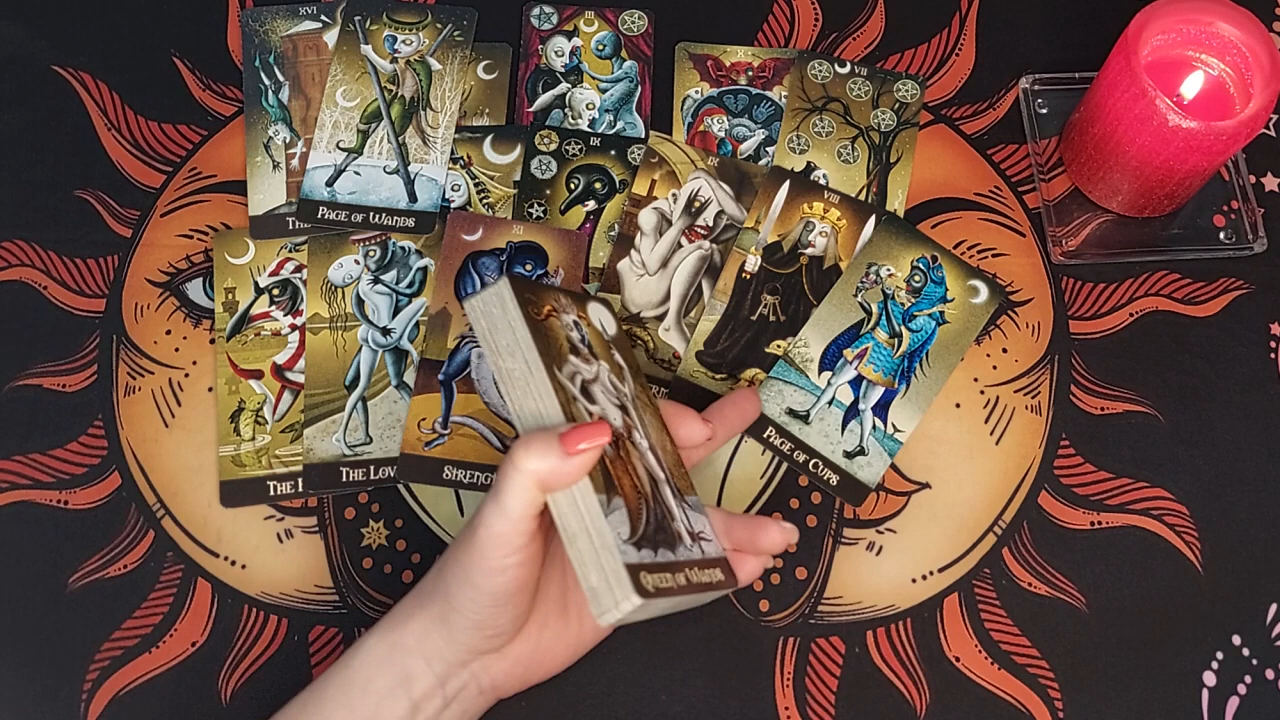 XVI
III
X
VII
IX
IX
VIII
Page of Wands
XI
The
The Lov
Streng
Page of Cups
Queen of Wands